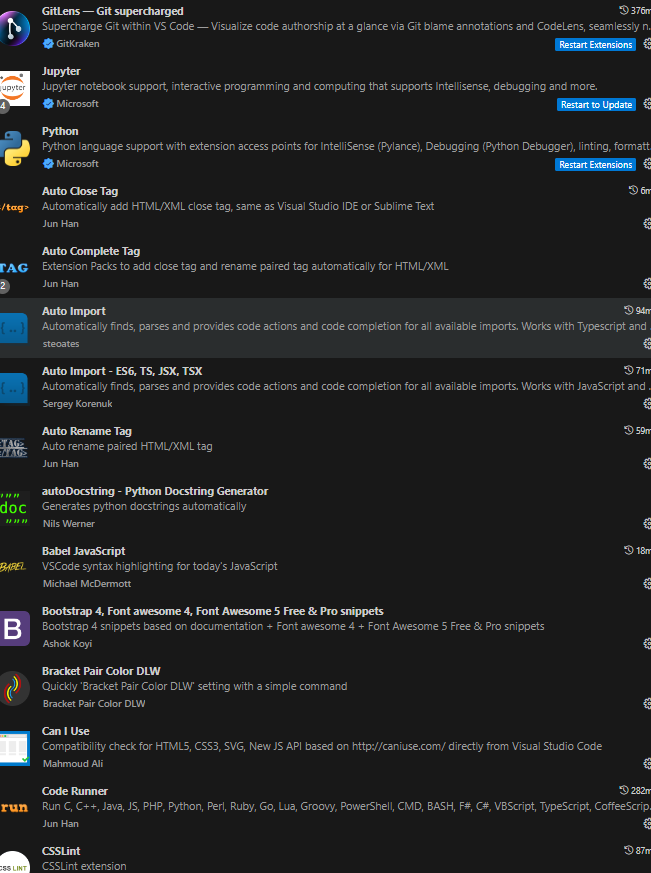 GitLens — Git supercharged
376m
Supercharge Git within VS Code — Visualize code authorship at a glance via Git blame annotations and CodeLens, seamlessly n...
GitKraken
Restart Extensions
Jupyter
Jupyter notebook support, interactive programming and computing that supports Intellisense, debugging and more.
jupyter
4
Microsoft
Restart to Update
Python
Python language support with extension access points for IntelliSense (Pylance), Debugging (Python Debugger), linting, formatt
Microsoft
Restart Extensions
Auto Close Tag
6m
Automatically add HTML/XML close tag, same as Visual Studio IDE or Sublime Text
/tag>
Jun Han
Auto Complete Tag
Extension Packs to add close tag and rename paired tag automatically for HTML/XML
TAG
2
Jun Han
Auto Import
94m
Automatically finds, parses and provides code actions and code completion for all available imports. Works with Typescript and ...
{..}
steoates
Auto Import - ES6, TS, JSX, TSX
71m
Automatically finds, parses and provides code actions and code completion for all available imports. Works with JavaScript and ...
{..}
Sergey Korenuk
Auto Rename Tag
59m
Auto rename paired HTML/XML tag
TAG>
/TAG>
Jun Han
autoDocstring - Python Docstring Generator
Generates python docstrings automatically
"""
doc
"""
Nils Werner
Babel JavaScript
18m
VSCode syntax highlighting for today's JavaScript
BABEL
Michael McDermott
Bootstrap 4, Font awesome 4, Font Awesome 5 Free & Pro snippets
Bootstrap 4 snippets based on documentation + Font awesome 4 + Font Awesome 5 Free & Pro snippets
B
Ashok Koyi
Bracket Pair Color DLW
Quickly 'Bracket Pair Color DLW' setting with a simple command
Bracket Pair Color DLW
Can I Use
Compatibility check for HTML5, CSS3, SVG, New JS API based on http://caniuse.com/ directly from Visual Studio Code
Mahmoud Ali
Code Runner
282m
Run C, C++, Java, JS, PHP, Python, Perl, Ruby, Go, Lua, Groovy, PowerShell, CMD, BASH, F#, C#, VBScript, TypeScript, CoffeeScrip...
run
Jun Han
CSSLint
87m
CSSLint extension
CSS LINT